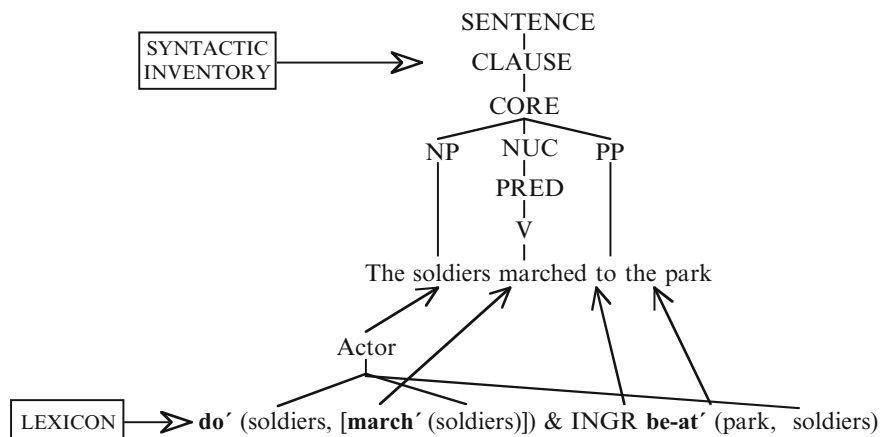 SENTENCE
SYNTACTIC
INVENTORY
CLAUSE
CORE
NP NUC PP
PRED
V
The soldiers marched to the park
Actor
LEXICON do´ (soldiers, [march´ (soldiers)]) & INGR be-at´ (park, soldiers)